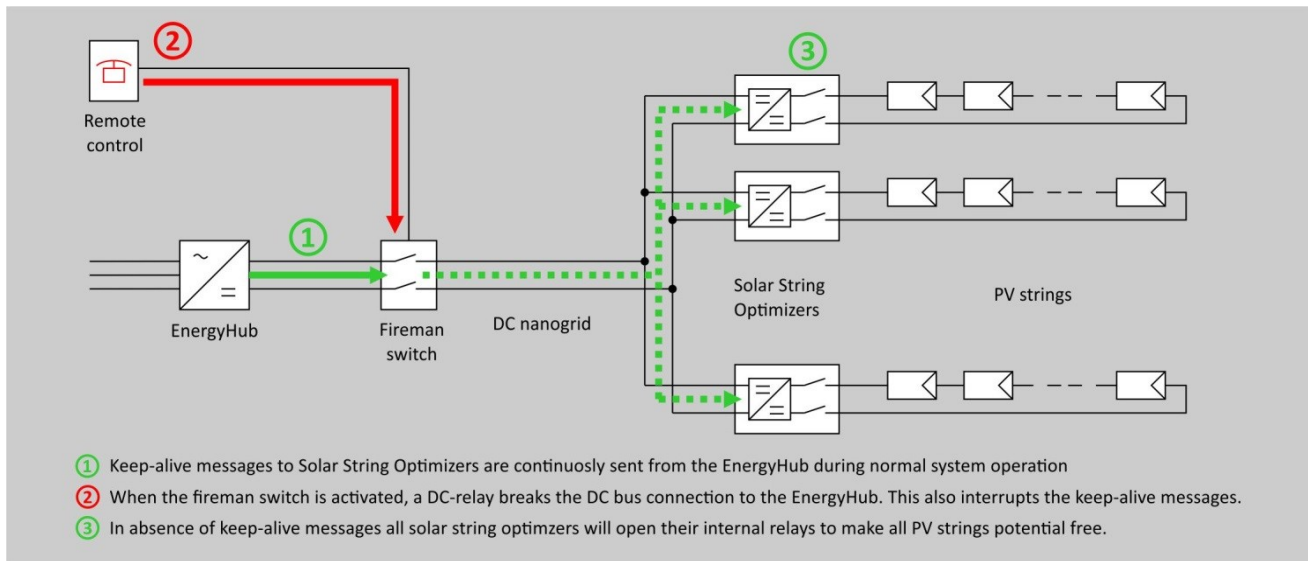 2
3
Remote
control
1
EnergyHub
Fireman
switch
DC nanogrid
Solar String
Optimizers
PV strings
1 Keep-alive messages to Solar String Optimizers are continuosly sent from the EnergyHub during normal system operation
2 When the fireman switch is activated, a DC-relay breaks the DC bus connection to the EnergyHub. This also interrupts the keep-alive messages.
3 In absence of keep-alive messages all solar string optimzers will open their internal relays to make all PV strings potential free.